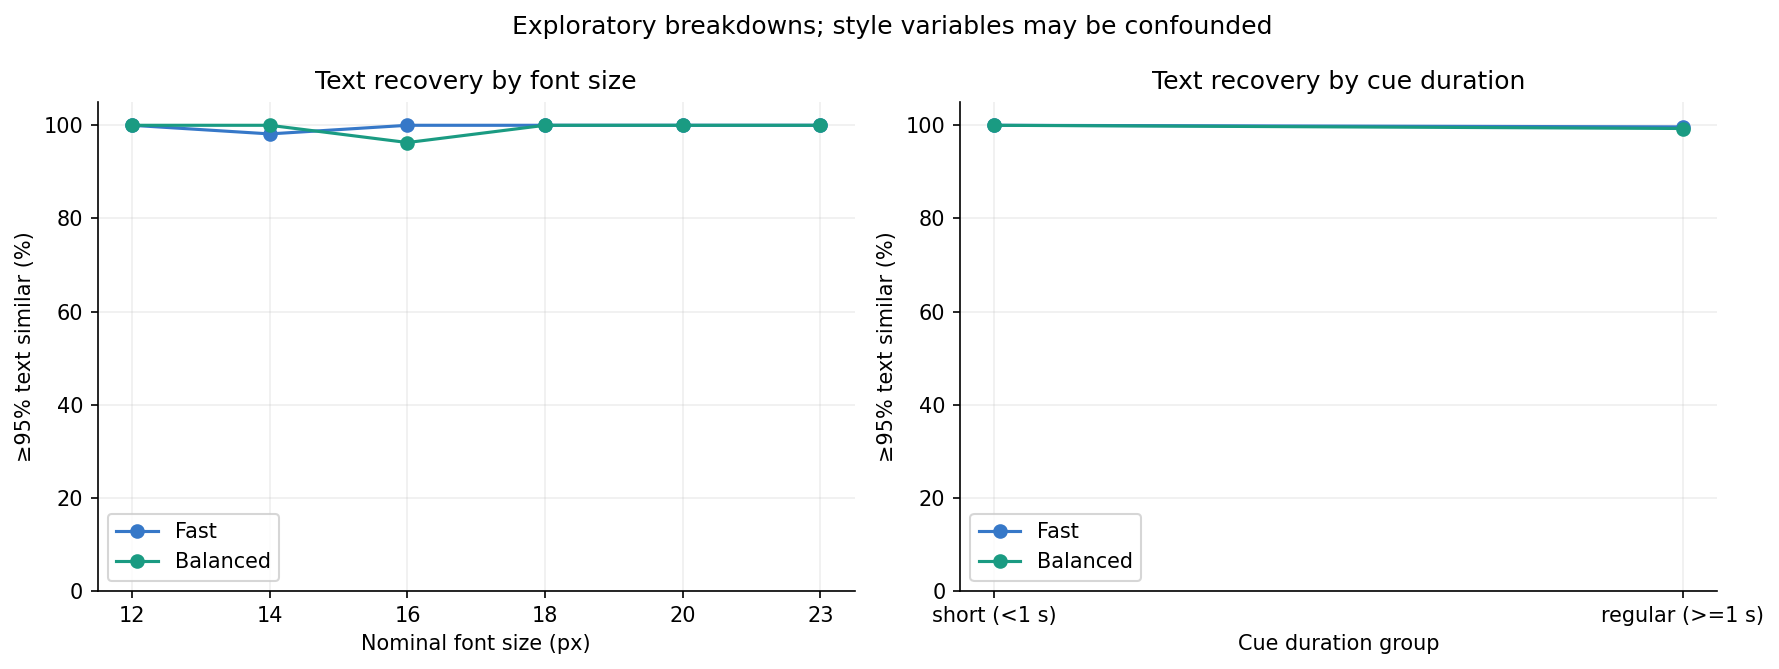 Exploratory breakdowns; style variables may be confounded
Text recovery by font size
≥95% text similar (%)
100
80
60
40
20
0
Fast
Balanced
12 14 16 18 20 23
Nominal font size (px)
Text recovery by cue duration
≥95% text similar (%)
100
80
60
40
20
0
Fast
Balanced
short (<1 s) regular (>=1 s)
Cue duration group